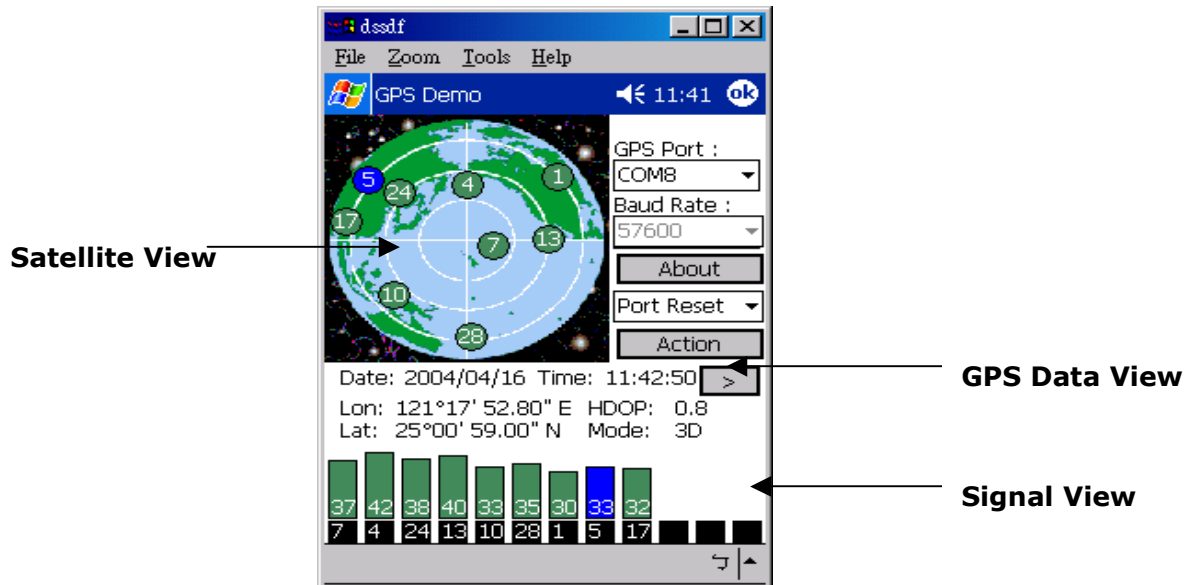 dssdf
File Zoom Tools Help
GPS Demo 11:41 ok
GPS Port :
COM8
Baud Rate :
57600
About
Port Reset
Action
5
24
4
1
17
7
13
10
28
Satellite View
Date: 2004/04/16 Time: 11:42:50 >
Lon: 121°17' 52.80" E HDOP: 0.8
Lat: 25°00' 59.00" N Mode: 3D
GPS Data View
37 42 38 40 33 35 30 33 32
7 4 24 13 10 28 1 5 17
Signal View